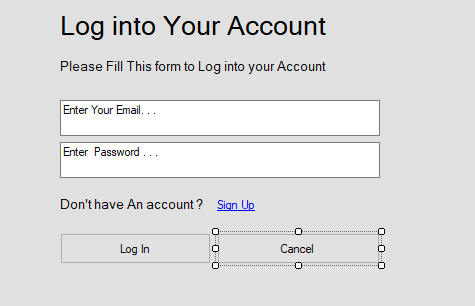 Log into Your Account
Please Fill This form to Log into your Account
Enter Your Email. . .
Enter  Password . . .
Don't have An account ? Sign Up
Log In Cancel